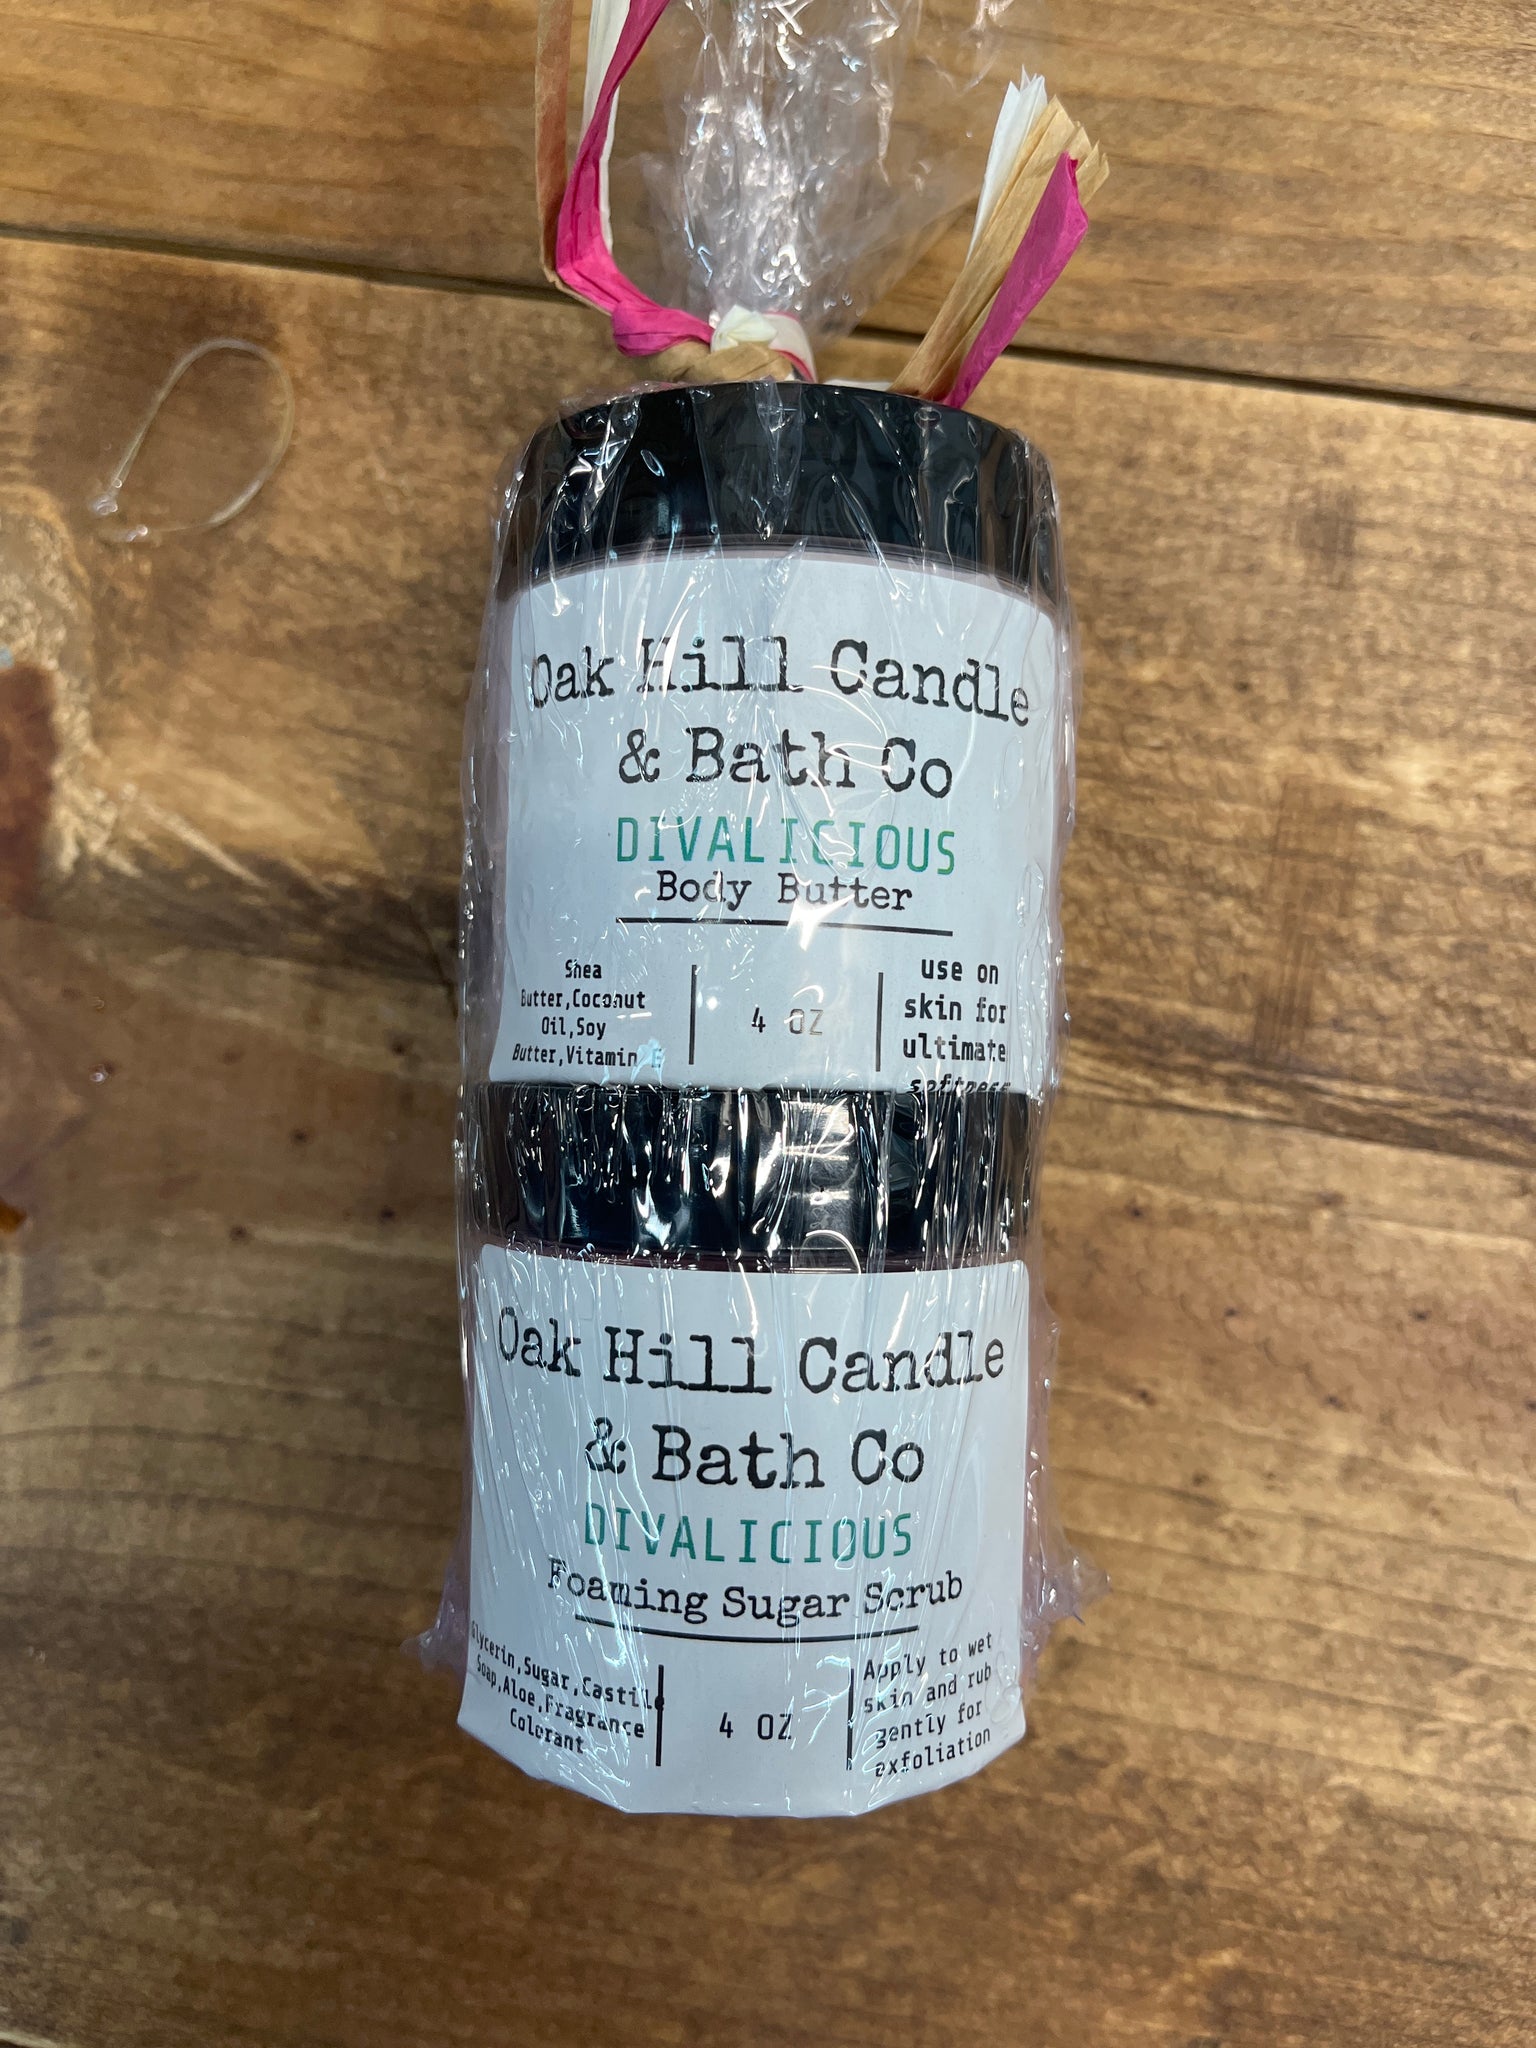 Oak Hill Candle
& Bath Co
DIVALICIOUS
Body Butter
Shea
Butter,Coconut
Oil,Soy
Butter,Vitamin E
4 OZ
use on
skin for
ultimate
softness
Oak Hill Candle
& Bath Co
DIVALICIOUS
Foaming Sugar Scrub
Glycerin,Sugar,Castile
Soap,Aloe,Fragrance
Colorant
4 OZ
Apply to wet
skin and rub
gently for
exfoliation